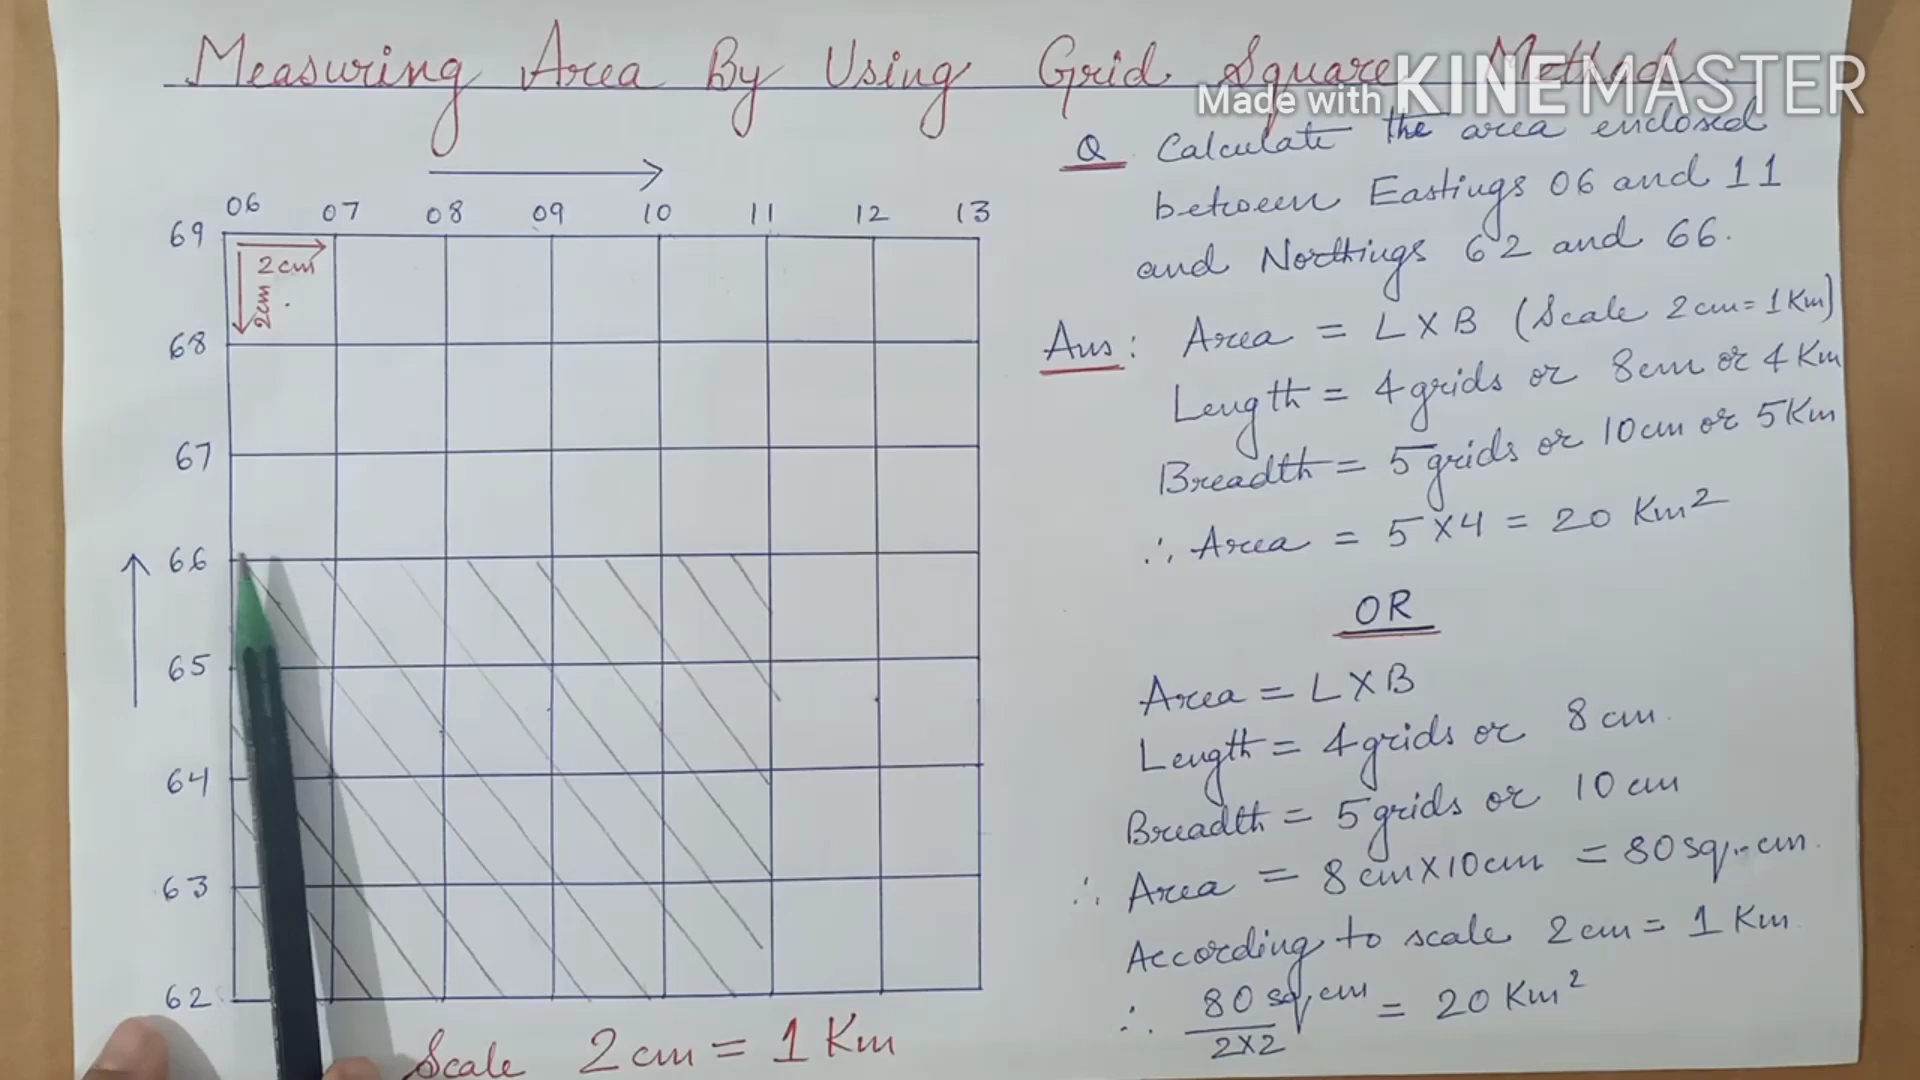 Measuring Area By Using Grid Square Method
Made with KINEMASTER
06 07 08 09 10 11 12 13
69
2cm
2cm
68
67
66
65
64
63
62
Scale 2cm = 1Km
Q Calculate the area enclosed
between Eastings 06 and 11
and Northings 62 and 66.
Ans: Area = L X B (Scale 2cm = 1Km)
Length = 4 grids or 8cm or 4 Km
Breadth = 5 grids or 10cm or 5Km
∴ Area = 5 X 4 = 20 Km²
OR
Area = L X B
Length = 4 grids or 8 cm.
Breadth = 5 grids or 10 cm
∴ Area = 8 cm X 10 cm = 80 sq. cm.
According to scale 2cm = 1 Km.
∴ 80 sq. cm / 2X2 = 20 Km²